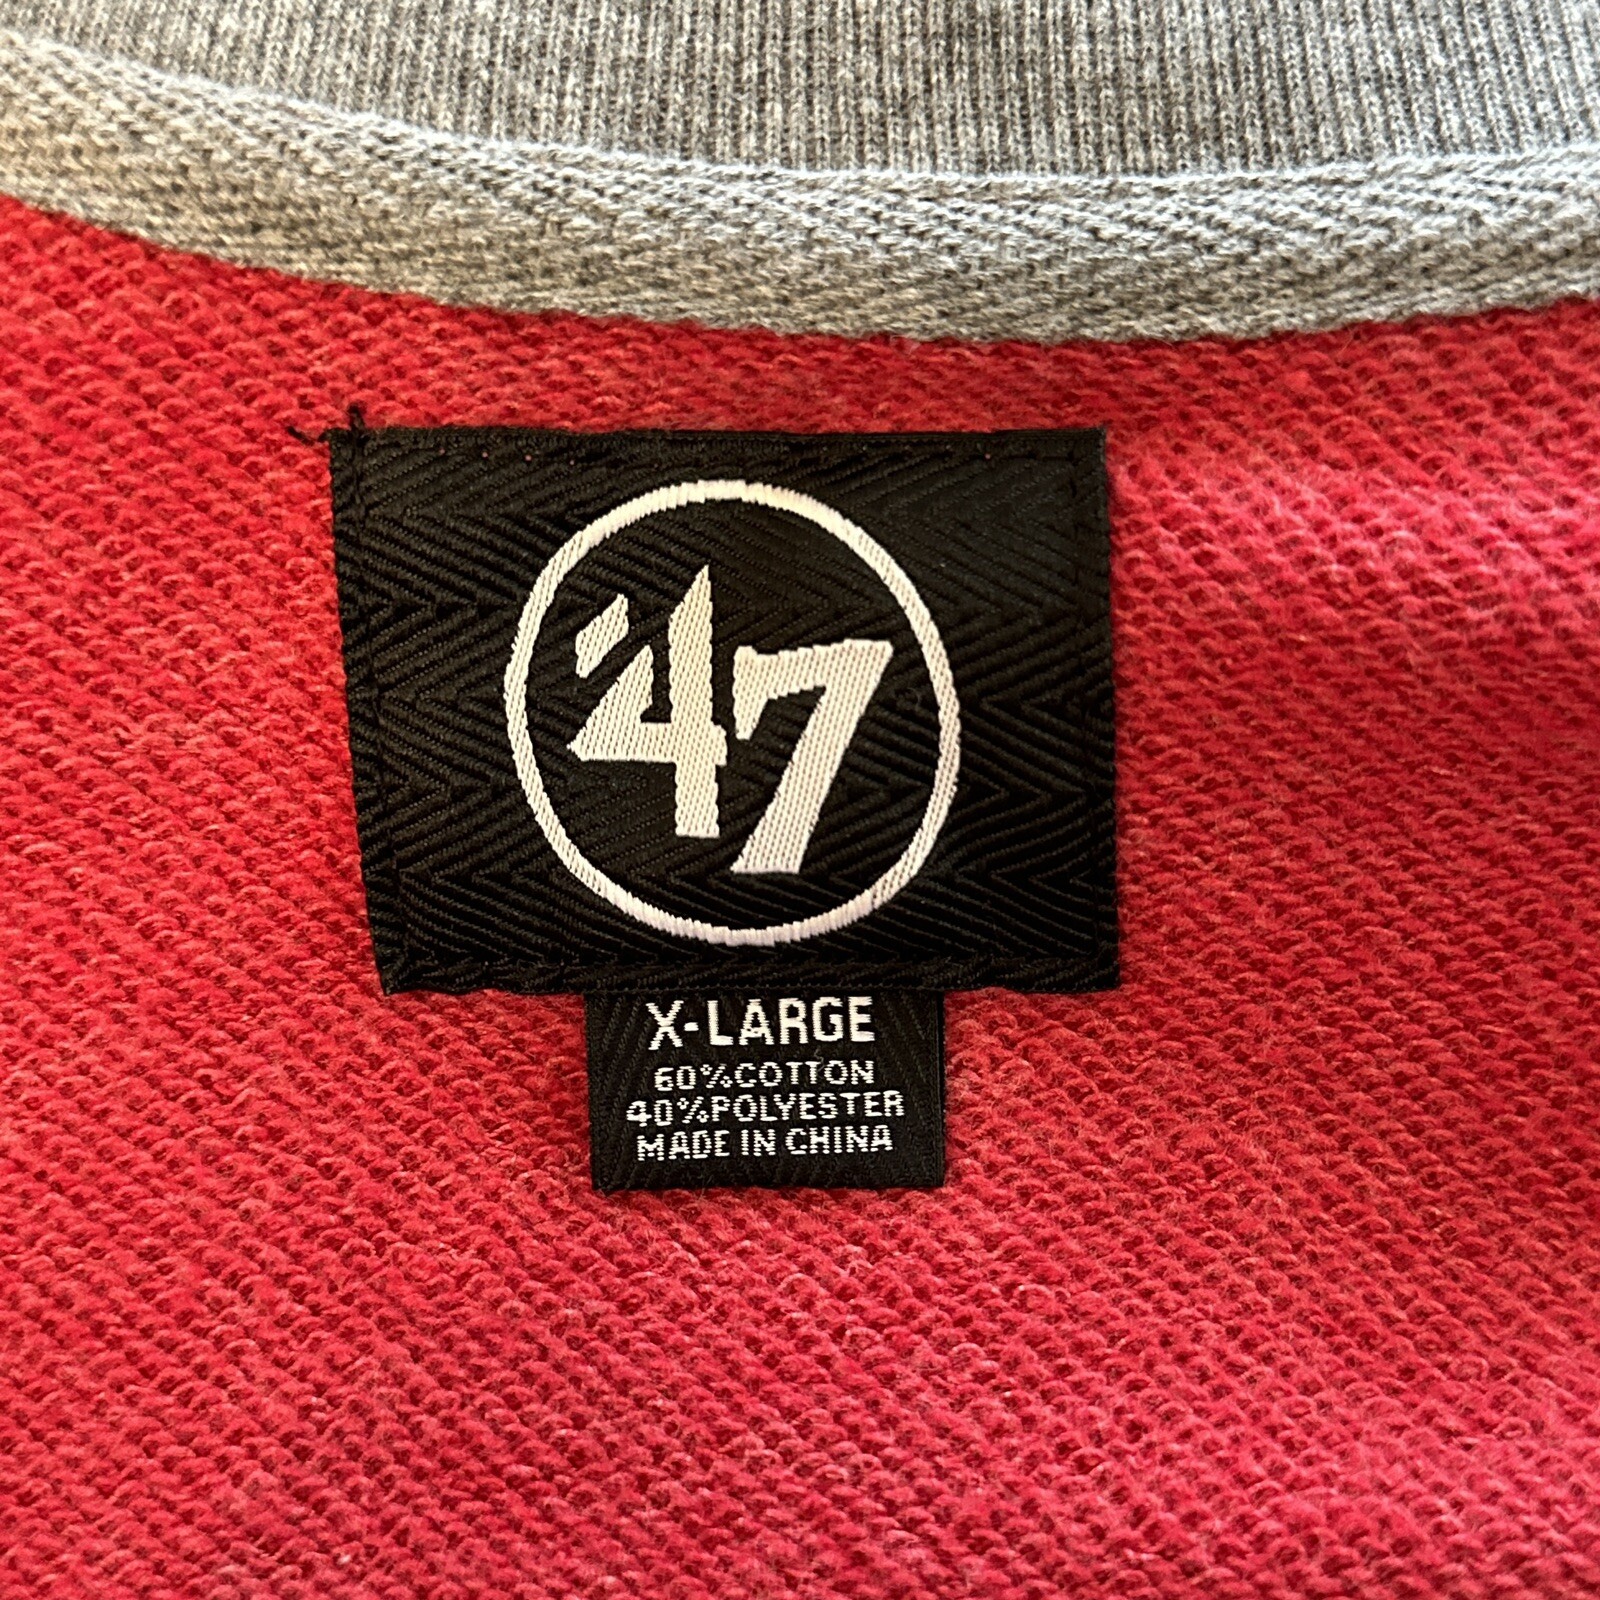 '47
X-LARGE
60%COTTON
40%POLYESTER
MADE IN CHINA